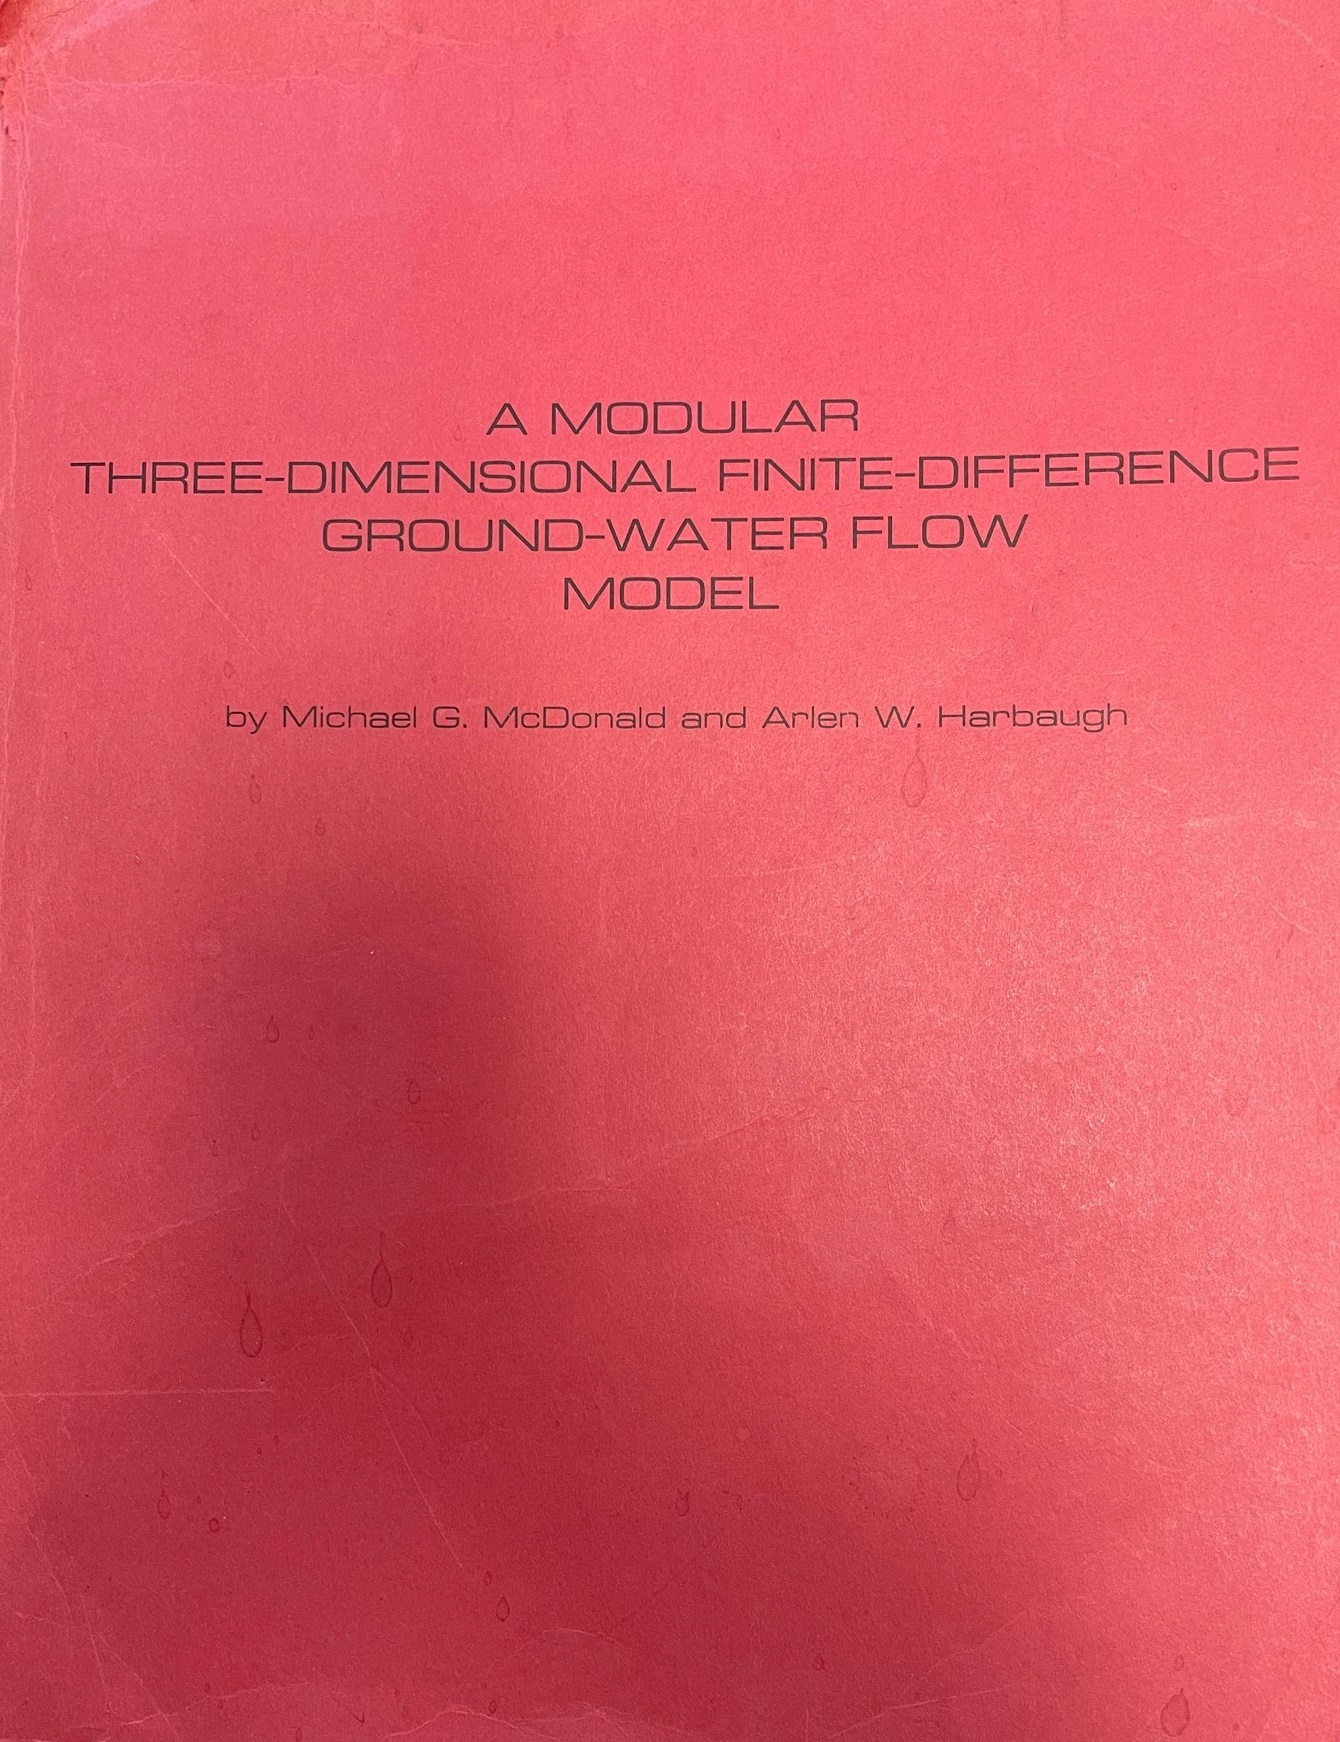 A MODULAR
THREE-DIMENSIONAL FINITE-DIFFERENCE
GROUND-WATER FLOW
MODEL
by Michael G. McDonald and Arlen W. Harbaugh